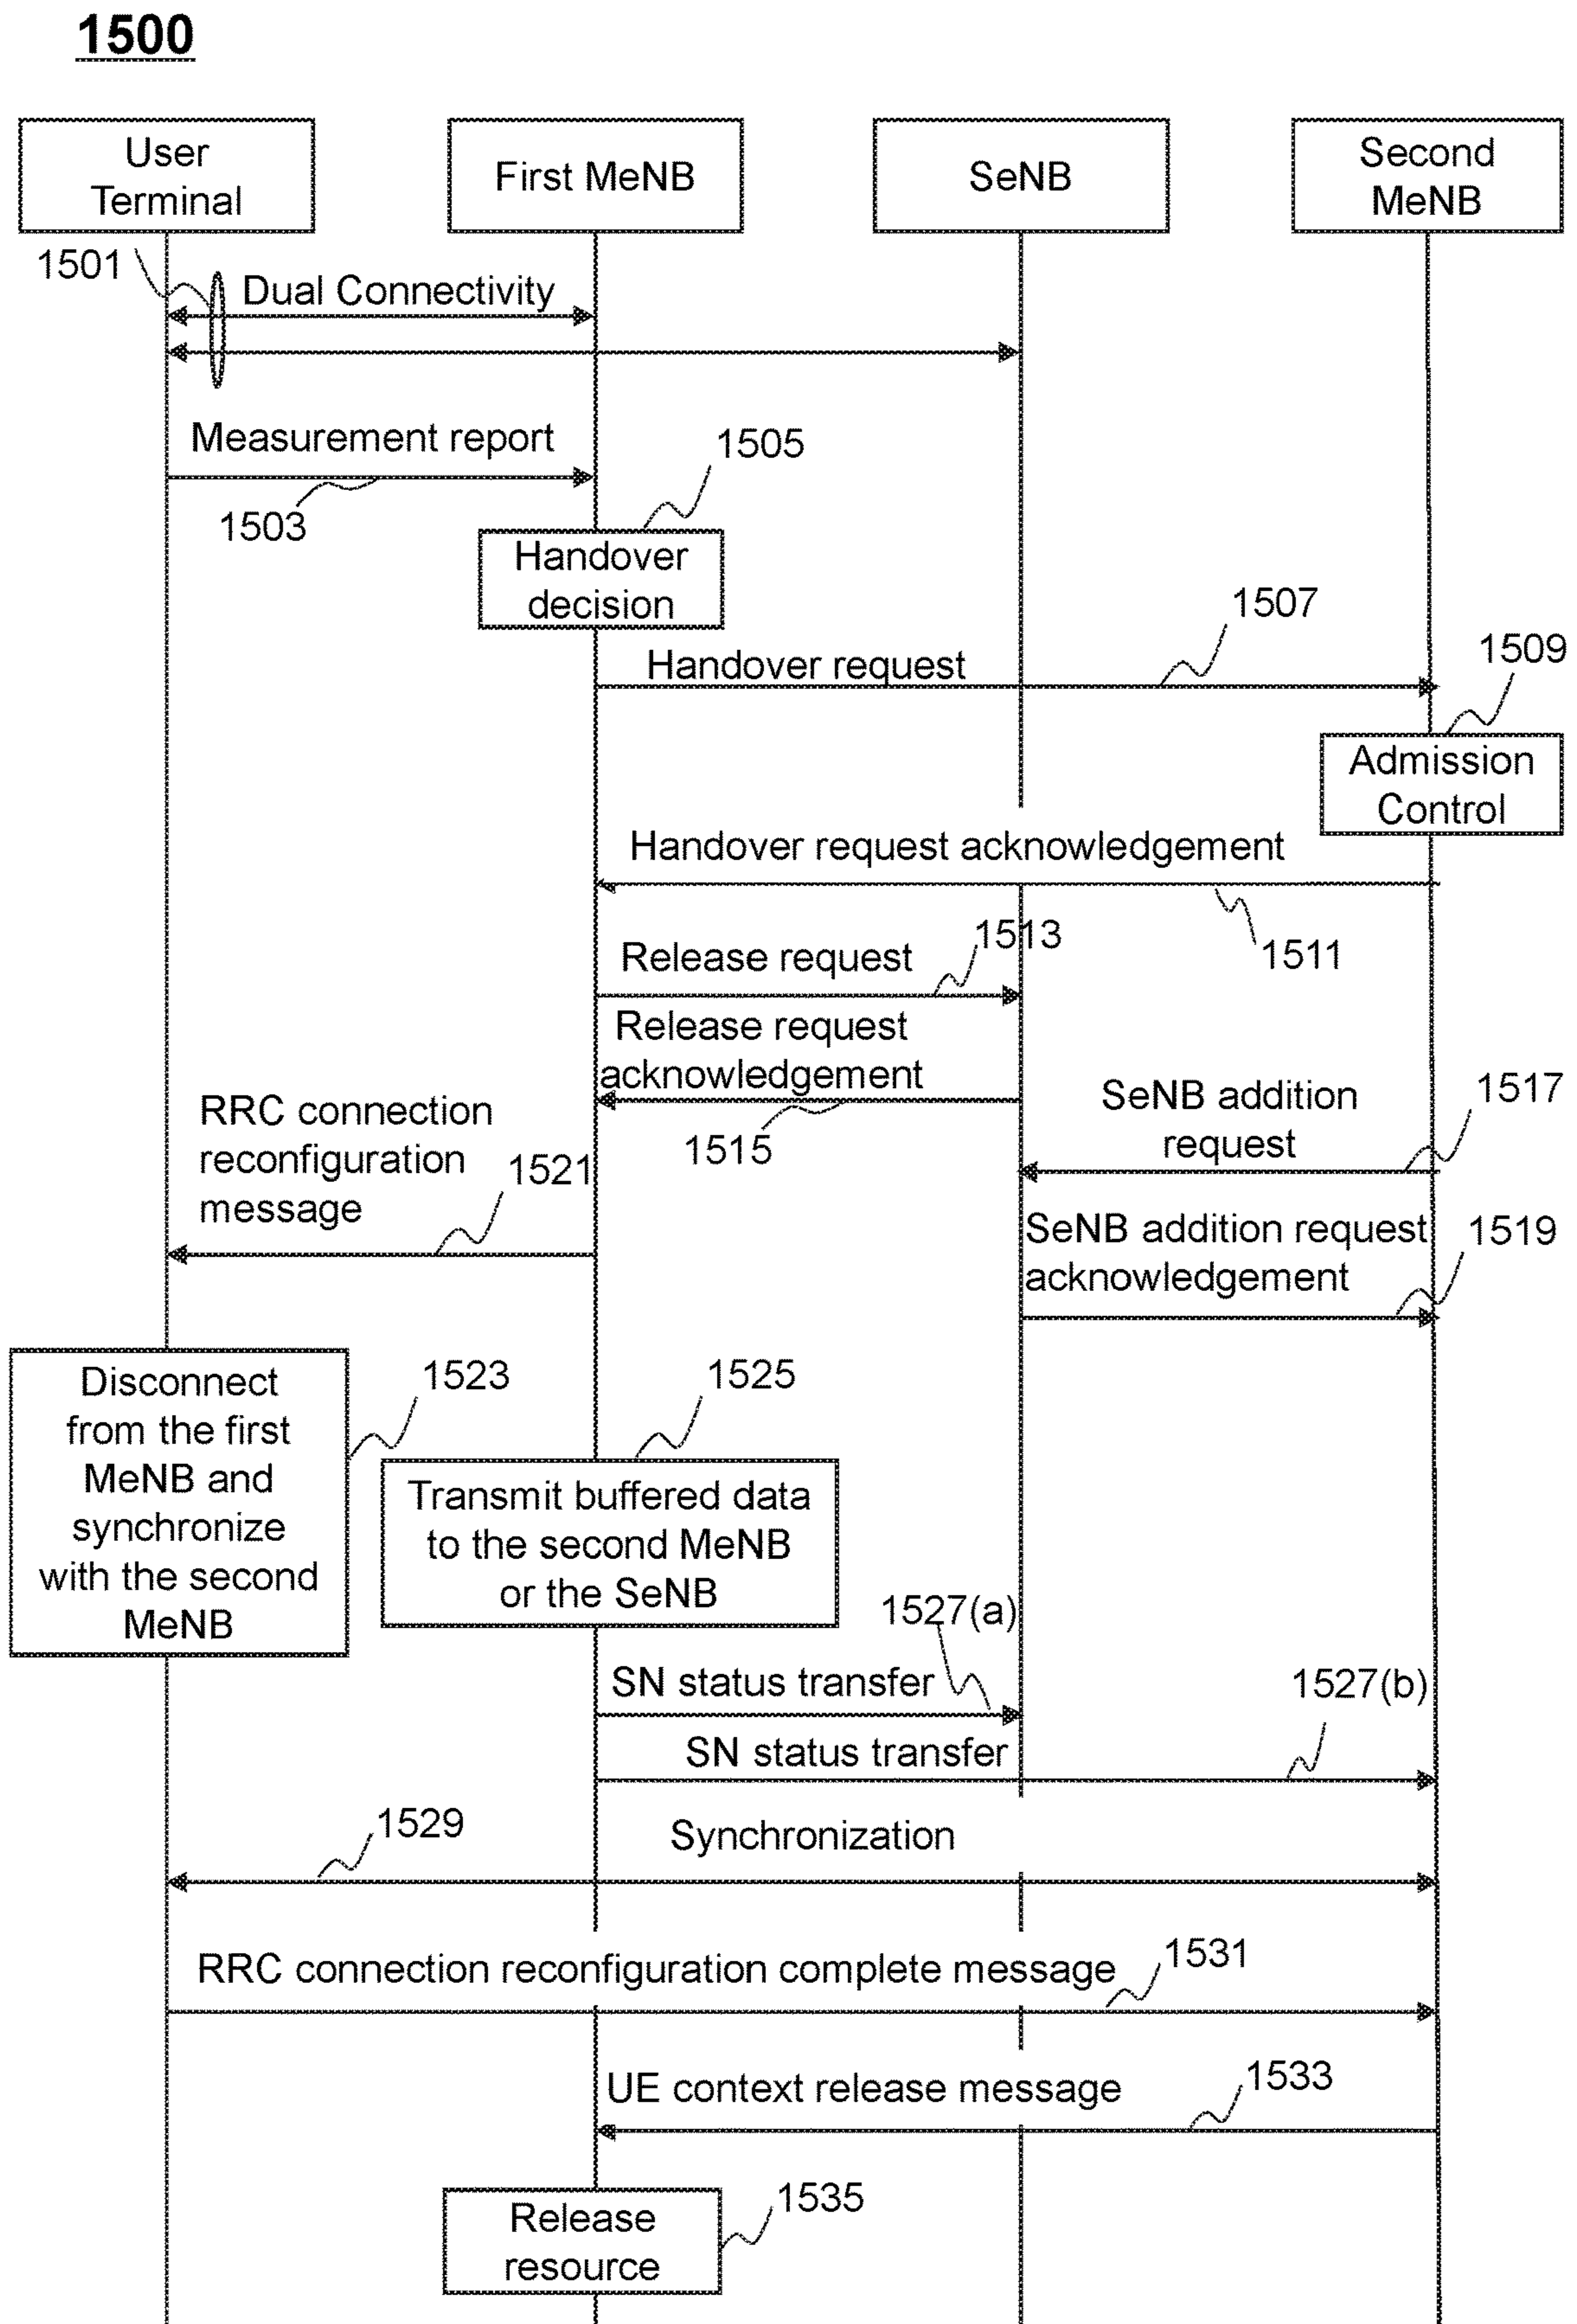 1500
User
Terminal
First MeNB
SeNB
Second
MeNB
1501
Dual Connectivity
Measurement report
1503
1505
Handover
decision
1507
Handover request
1509
Admission
Control
Handover request acknowledgement
1511
Release request
1513
Release request
acknowledgement
1515
SeNB addition
request
1517
RRC connection
reconfiguration
message
1521
SeNB addition request
acknowledgement
1519
Disconnect
from the first
MeNB and
synchronize
with the second
MeNB
1523
1525
Transmit buffered data
to the second MeNB
or the SeNB
1527(a)
SN status transfer
1527(b)
SN status transfer
1529
Synchronization
RRC connection reconfiguration complete message
1531
UE context release message
1533
Release
resource
1535